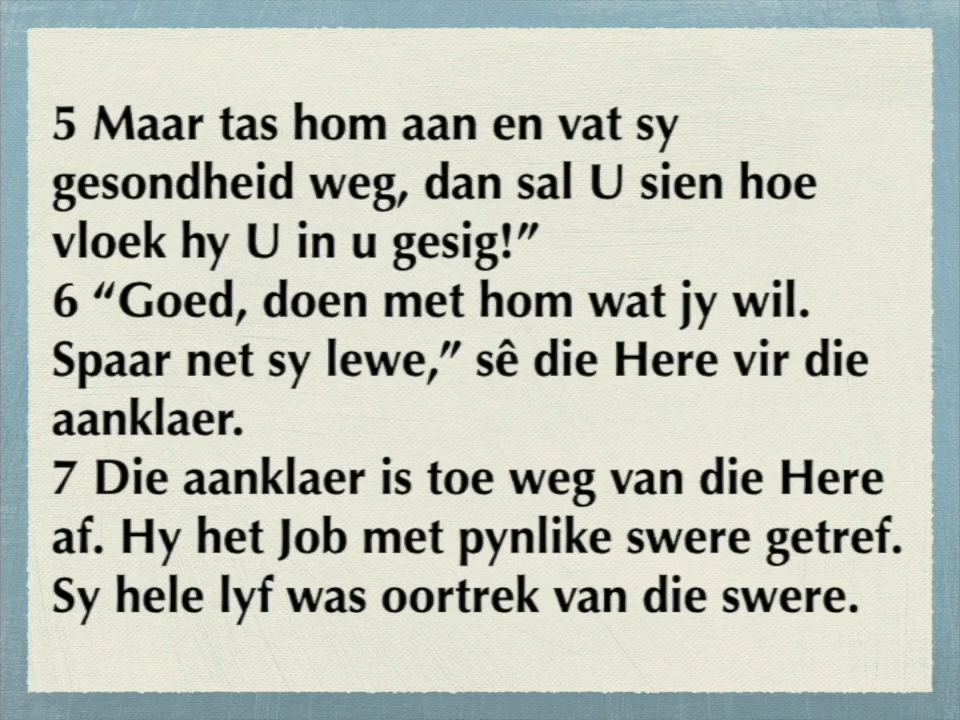 5 Maar tas hom aan en vat sy
gesondheid weg, dan sal U sien hoe
vloek hy U in u gesig!”
6 “Goed, doen met hom wat jy wil.
Spaar net sy lewe,” sê die Here vir die
aanklaer.
7 Die aanklaer is toe weg van die Here
af. Hy het Job met pynlike swere getref.
Sy hele lyf was oortrek van die swere.